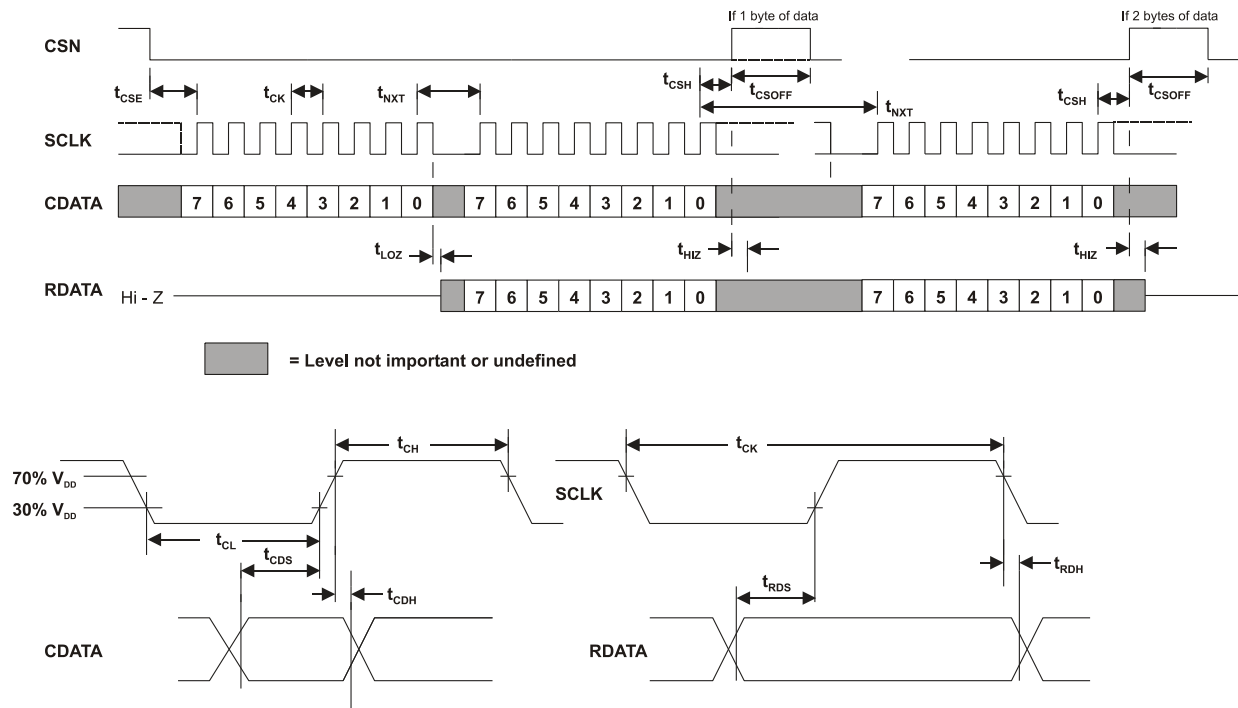 If 1 byte of data If 2 bytes of data
CSN
tCSH tCSOFF tCSH tCSOFF
tCSE tCK tNXT tNXT
SCLK
CDATA 7 6 5 4 3 2 1 0 7 6 5 4 3 2 1 0 7 6 5 4 3 2 1 0
tLOZ tHIZ tHIZ
RDATA Hi - Z 7 6 5 4 3 2 1 0 7 6 5 4 3 2 1 0
= Level not important or undefined
tCH tCK
70% VDD
SCLK
30% VDD
tCL
tCDS
tRDH
tRDS
tCDH
CDATA RDATA